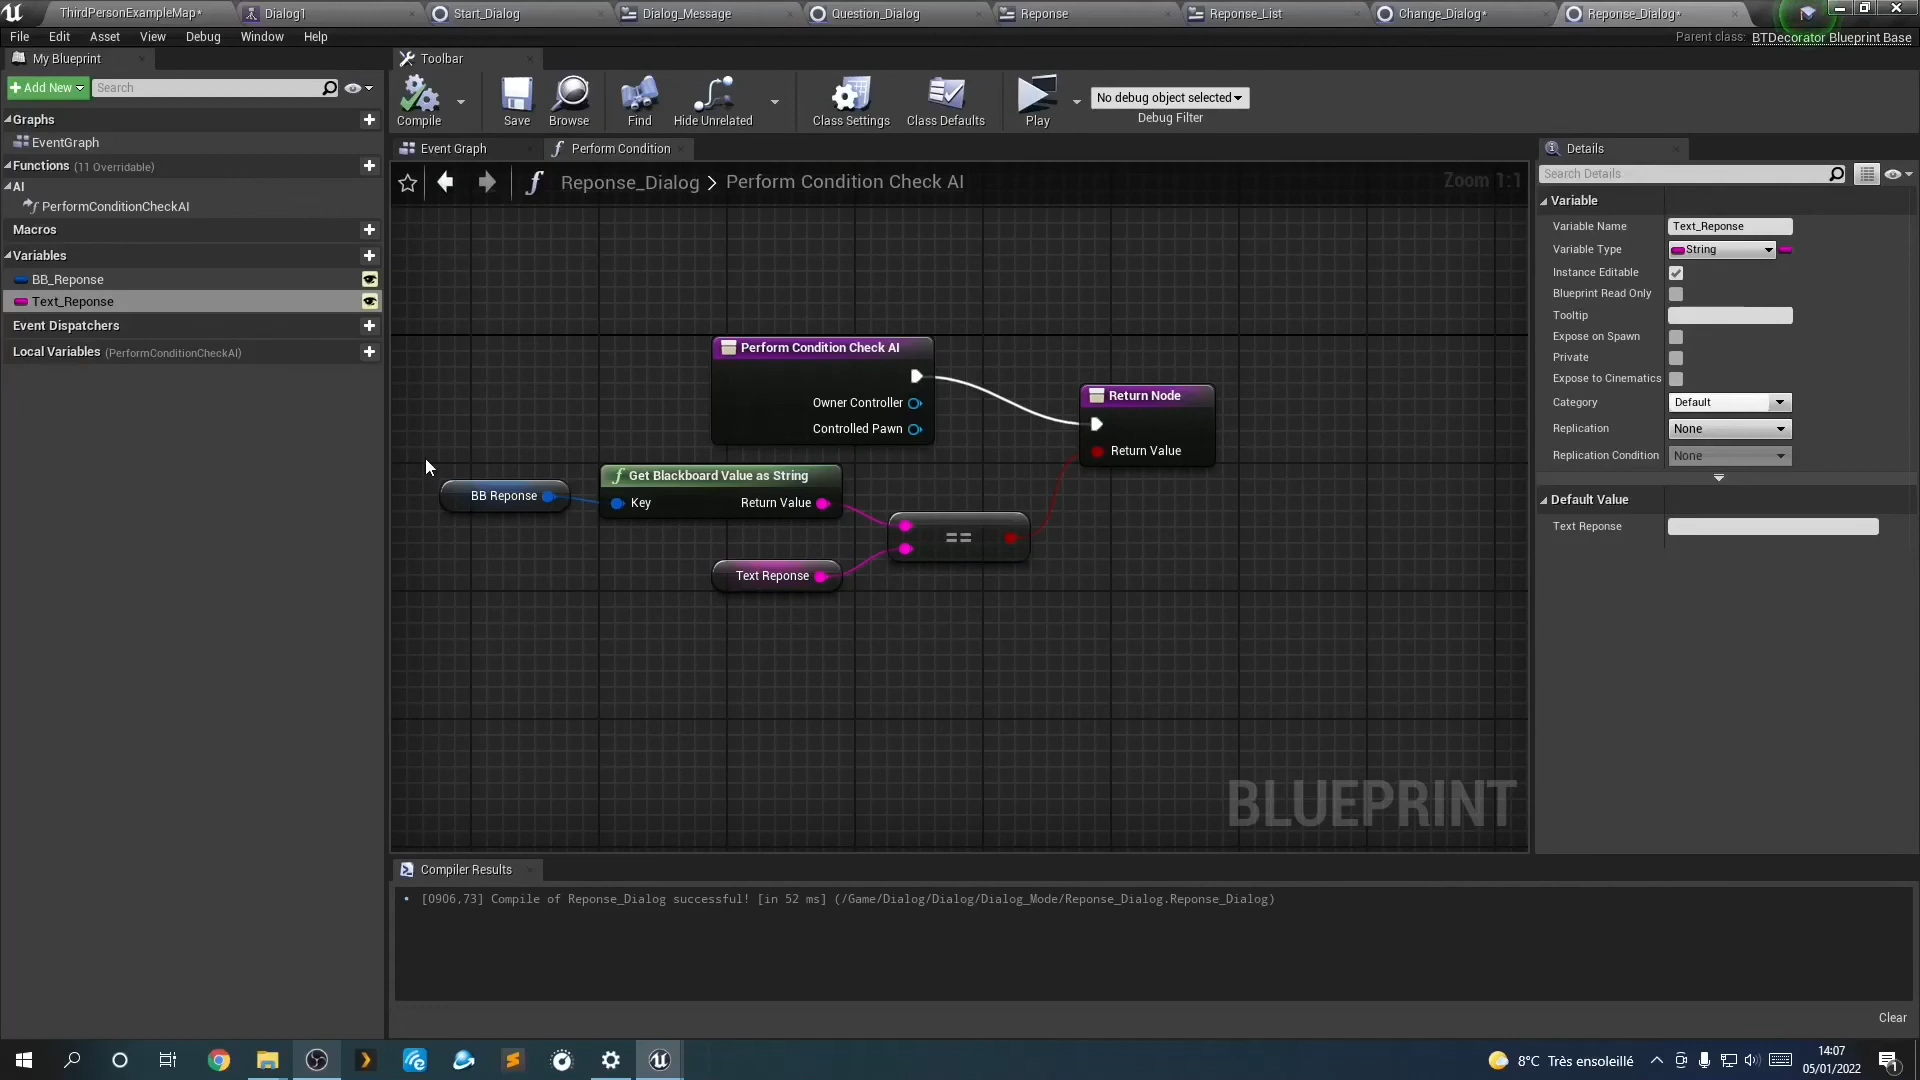 ThirdPersonExampleMap*
Dialog1
Start_Dialog
Dialog_Message
Question_Dialog
Reponse
Reponse_List
Change_Dialog*
Reponse_Dialog*
File Edit Asset View Debug Window Help
Parent class: BTDecorator Blueprint Base
My Blueprint
Toolbar
Add New
Search
Compile
Save
Browse
Find
Hide Unrelated
Class Settings
Class Defaults
Play
No debug object selected
Debug Filter
Graphs
EventGraph
Functions (11 Overridable)
AI
PerformConditionCheckAI
Macros
Variables
BB_Reponse
Text_Reponse
Event Dispatchers
Local Variables (PerformConditionCheckAI)
Event Graph
Perform Condition
Reponse_Dialog > Perform Condition Check AI
Zoom 1:1
Perform Condition Check AI
Owner Controller
Controlled Pawn
Return Node
Return Value
BB Reponse
Get Blackboard Value as String
Key
Return Value
==
Text Reponse
BLUEPRINT
Details
Search Details
Variable
Variable Name Text_Reponse
Variable Type String
Instance Editable
Blueprint Read Only
Tooltip
Expose on Spawn
Private
Expose to Cinematics
Category Default
Replication None
Replication Condition None
Default Value
Text Reponse
Compiler Results
[0906,73] Compile of Reponse_Dialog successful! [in 52 ms] (/Game/Dialog/Dialog/Dialog_Mode/Reponse_Dialog.Reponse_Dialog)
Clear
8°C Très ensoleillé
14:07
05/01/2022
1